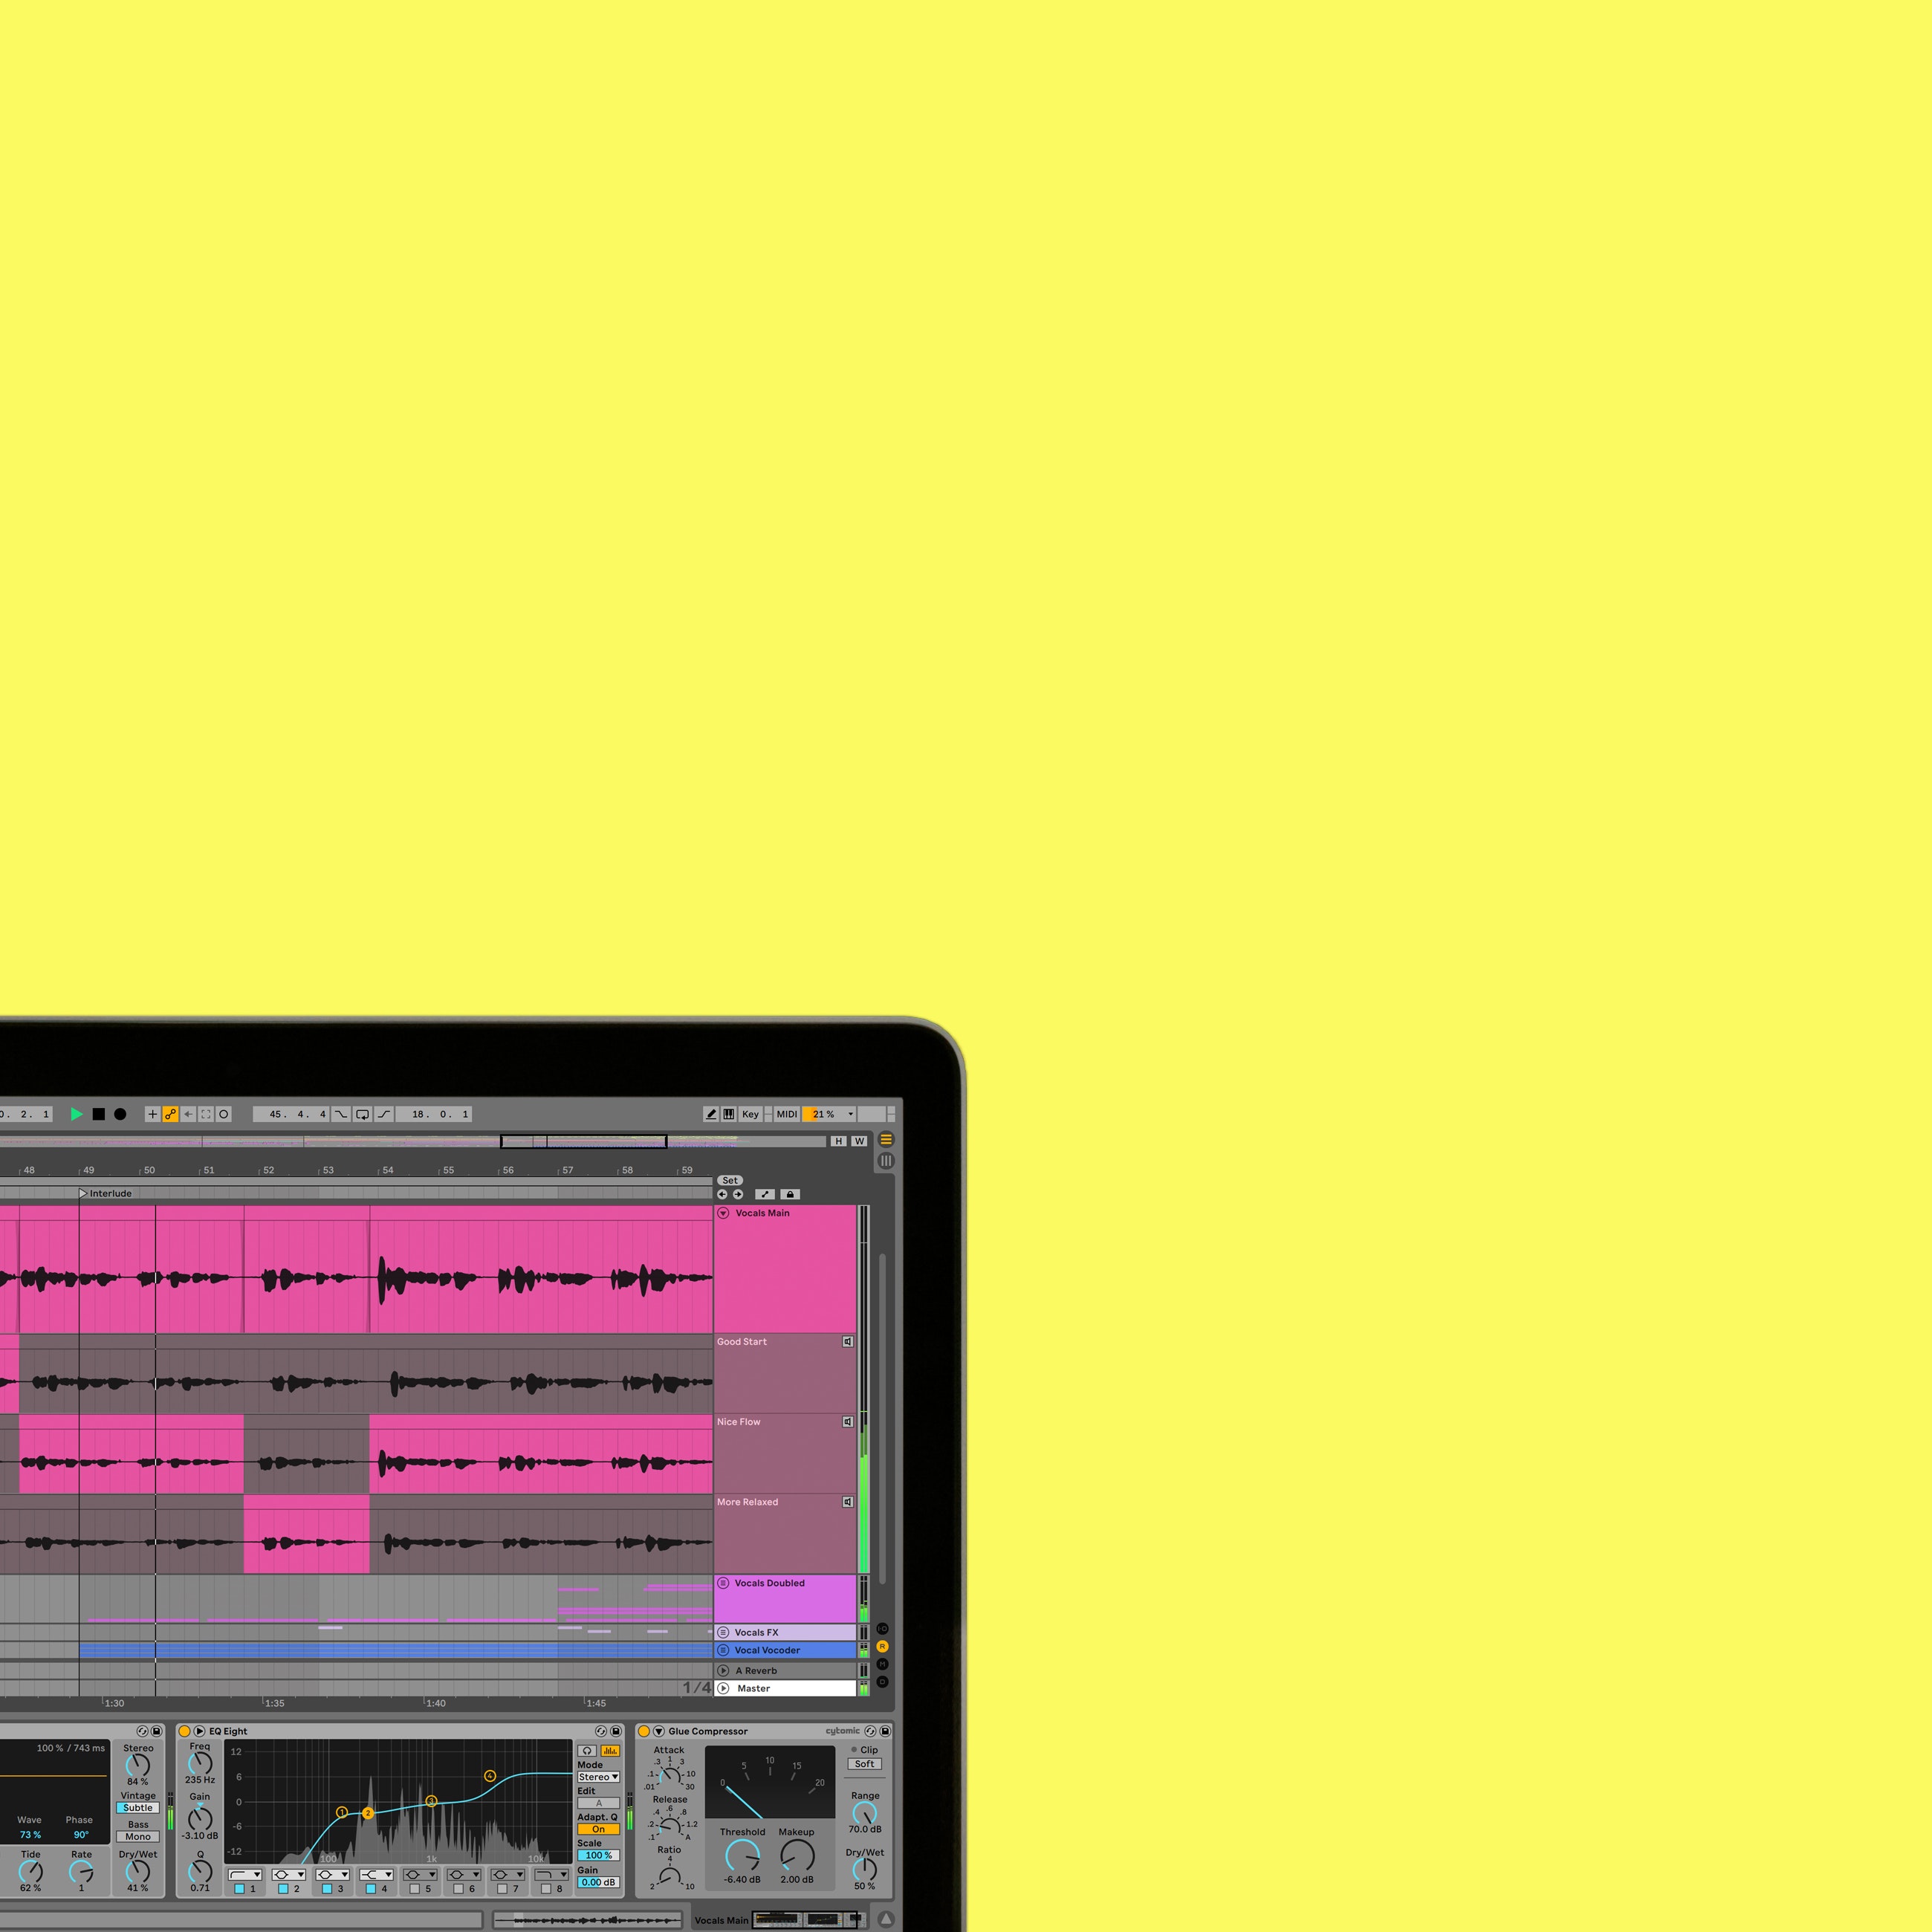 0. 2. 1 45. 4. 4 18. 0. 1 Key MIDI 21 %
H W
48 49 50 51 52 53 54 55 56 57 58 59
Set
Interlude
Vocals Main
Good Start
Nice Flow
More Relaxed
Vocals Doubled
Vocals FX
R
Vocal Vocoder
H
A Reverb
D
1/4 Master
1:30 1:35 1:40 1:45
EQ Eight
Glue Compressor cytomic
100 % / 743 ms
Stereo
84 %
Vintage
Subtle
Bass
Mono
Wave Phase
73 % 90°
Tide Rate Dry/Wet
62 % 1 41 %
Freq
235 Hz
Gain
-3.10 dB
Q
0.71
12
6
0
-6
-12
1 2 3 4
100 1k 10k
1 2 3 4 5 6 7 8
Mode
Stereo
Edit
A
Adapt. Q
On
Scale
100 %
Gain
0.00 dB
Attack
.01 .1 .3 1 3 10 30
Release
.1 .2 .4 .6 .8 1.2 A
Ratio
2 4 10
0 5 10 15 20
Threshold Makeup
-6.40 dB 2.00 dB
Clip
Soft
Range
70.0 dB
Dry/Wet
50 %
Vocals Main